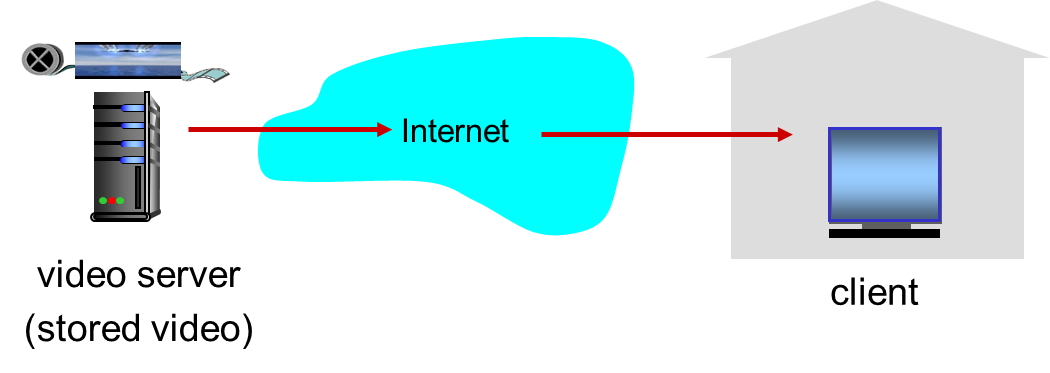 Internet
video server
(stored video)
client